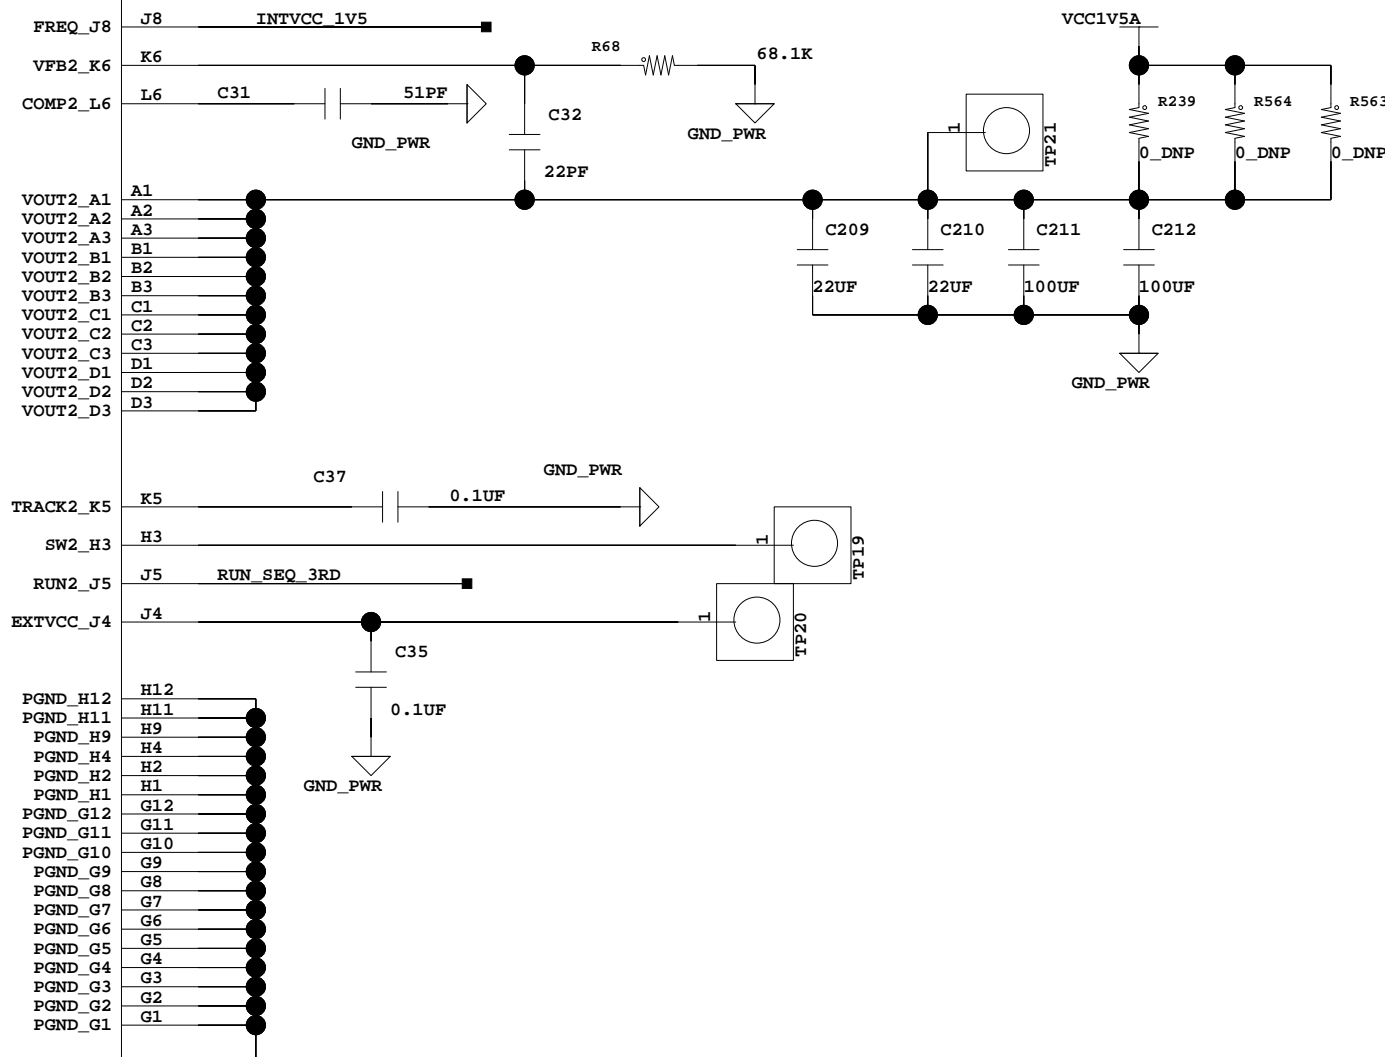 FREQ_J8 J8 INTVCC_1V5 VCC1V5A
VFB2_K6 K6 R68 68.1K
COMP2_L6 L6 C31 51PF GND_PWR C32 GND_PWR
22PF
TP21 1
R239 R564 R563
0_DNP 0_DNP 0_DNP
VOUT2_A1 A1
VOUT2_A2 A2
VOUT2_A3 A3
VOUT2_B1 B1
VOUT2_B2 B2
VOUT2_B3 B3
VOUT2_C1 C1
VOUT2_C2 C2
VOUT2_C3 C3
VOUT2_D1 D1
VOUT2_D2 D2
VOUT2_D3 D3
C209 C210 C211 C212
22UF 22UF 100UF 100UF
GND_PWR
C37 GND_PWR
TRACK2_K5 K5 0.1UF
SW2_H3 H3 1 TP19
RUN2_J5 J5 RUN_SEQ_3RD
EXTVCC_J4 J4 1 TP20
C35
0.1UF
GND_PWR
PGND_H12 H12
PGND_H11 H11
PGND_H9 H9
PGND_H4 H4
PGND_H2 H2
PGND_H1 H1
PGND_G12 G12
PGND_G11 G11
PGND_G10 G10
PGND_G9 G9
PGND_G8 G8
PGND_G7 G7
PGND_G6 G6
PGND_G5 G5
PGND_G4 G4
PGND_G3 G3
PGND_G2 G2
PGND_G1 G1